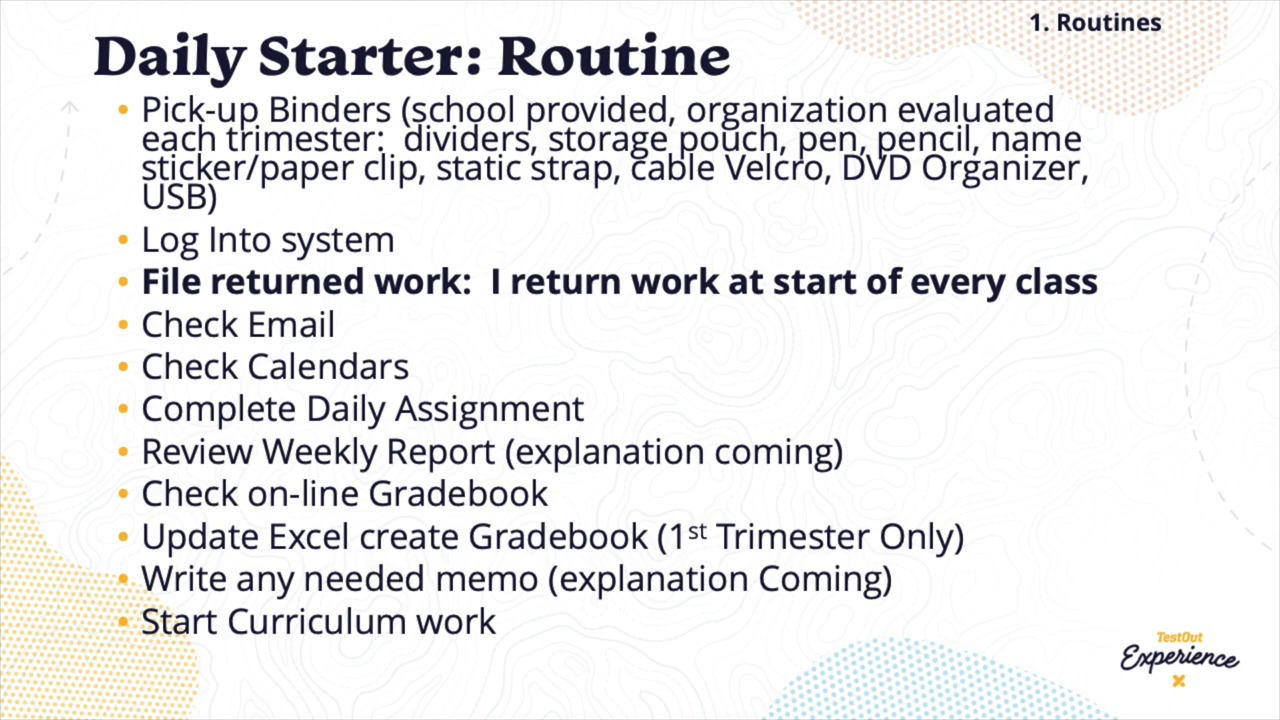 1. Routines
Daily Starter: Routine
• Pick-up Binders (school provided, organization evaluated
each trimester:  dividers, storage pouch, pen, pencil, name
sticker/paper clip, static strap, cable Velcro, DVD Organizer,
USB)
• Log Into system
• File returned work:  I return work at start of every class
• Check Email
• Check Calendars
• Complete Daily Assignment
• Review Weekly Report (explanation coming)
• Check on-line Gradebook
• Update Excel create Gradebook (1st Trimester Only)
• Write any needed memo (explanation Coming)
• Start Curriculum work
TestOut
Experience